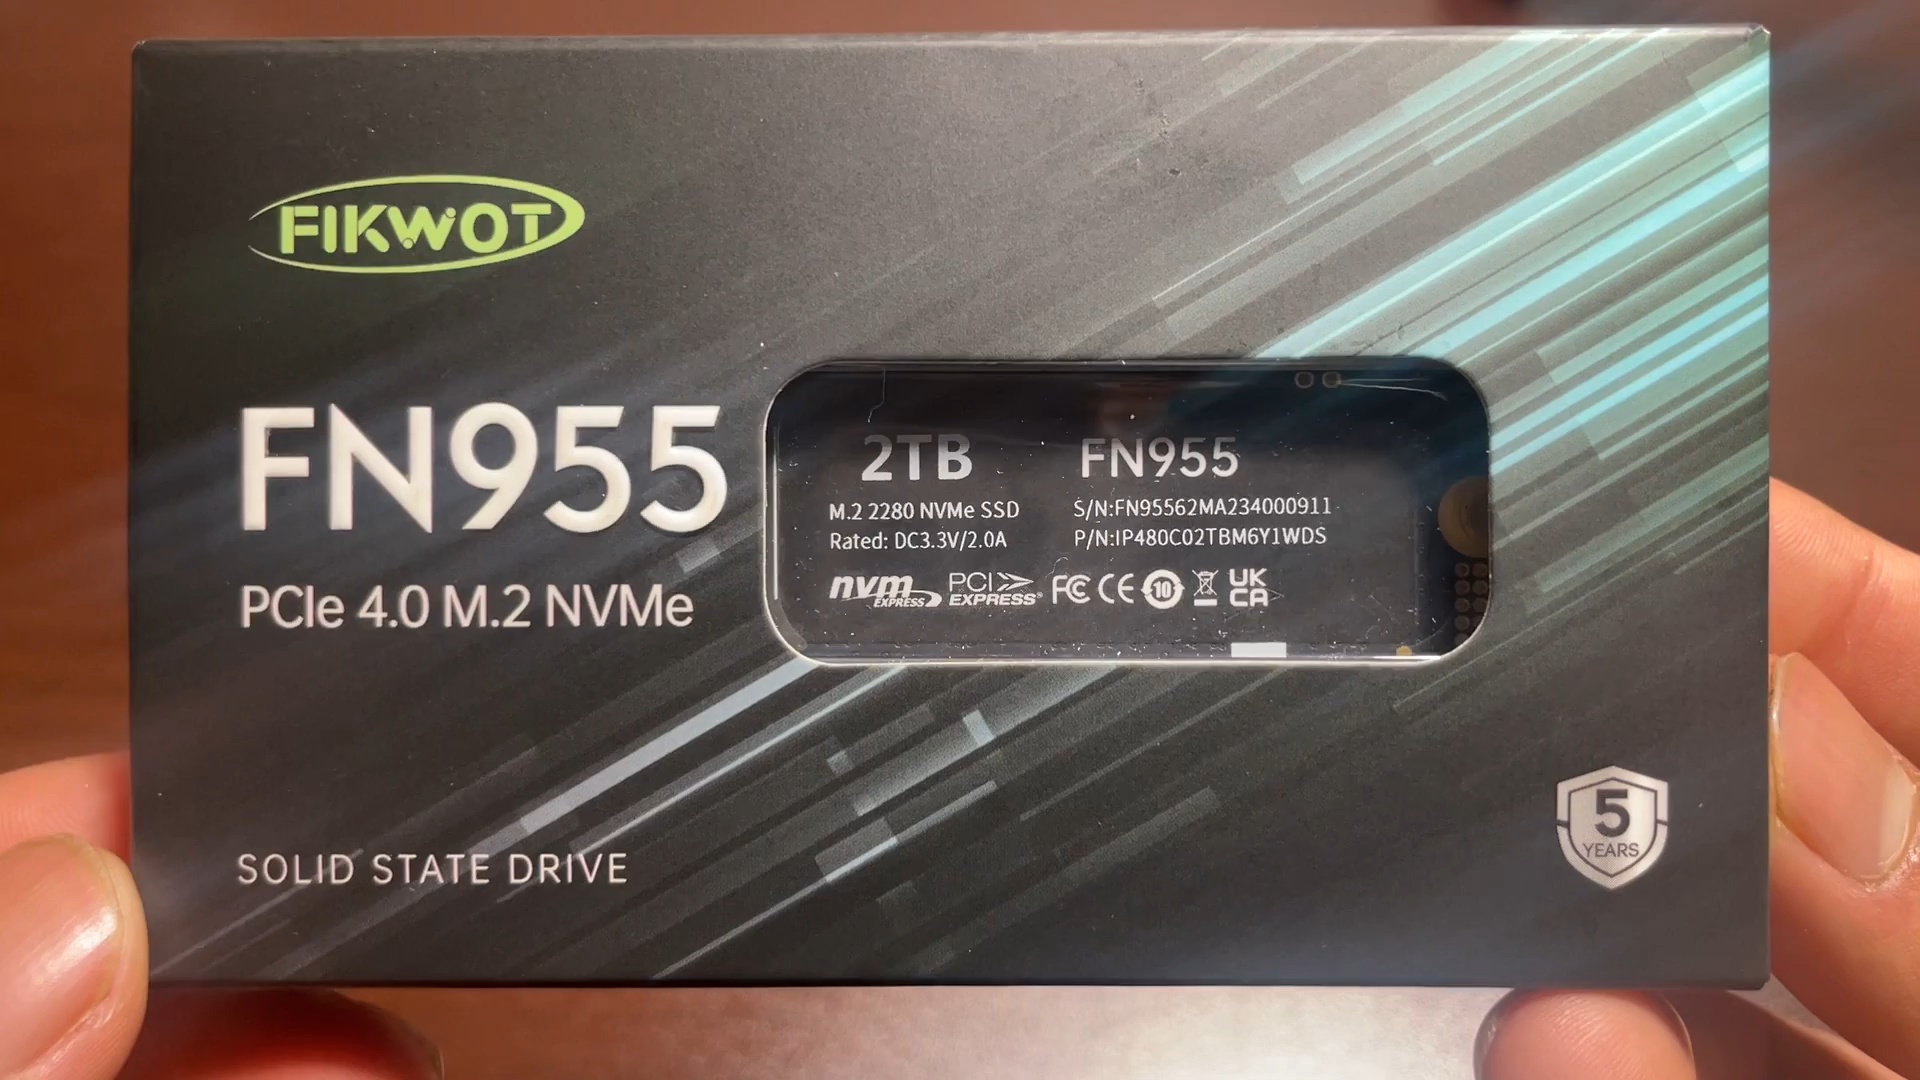 FIKWOT
FN955
PCIe 4.0 M.2 NVMe
2TB
M.2 2280 NVMe SSD
Rated: DC3.3V/2.0A
FN955
S/N:FN95562MA234000911
P/N:IP480C02TBM6Y1WDS
nvm EXPRESS PCI EXPRESS® FC CE 10 UK CA
SOLID STATE DRIVE
5
YEARS